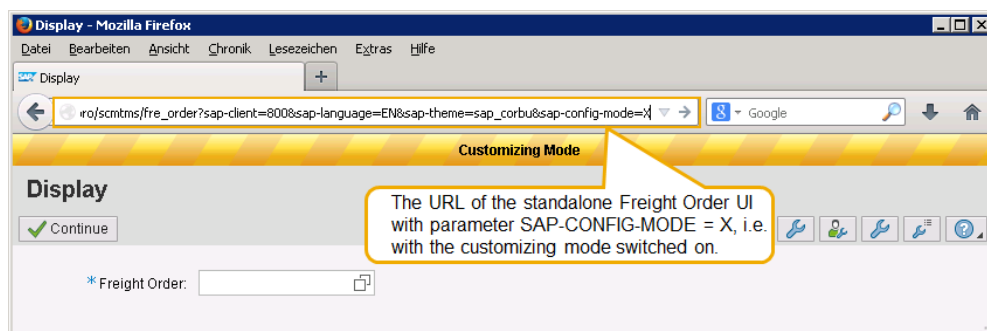 Display - Mozilla Firefox
Datei Bearbeiten Ansicht Chronik Lesezeichen Extras Hilfe
SAP Display +
ro/scmtms/fre_order?sap-client=800&sap-language=EN&sap-theme=sap_corbu&sap-config-mode=X 8 Google
Customizing Mode
Display
The URL of the standalone Freight Order UI
with parameter SAP-CONFIG-MODE = X, i.e.
with the customizing mode switched on.
Continue
* Freight Order: